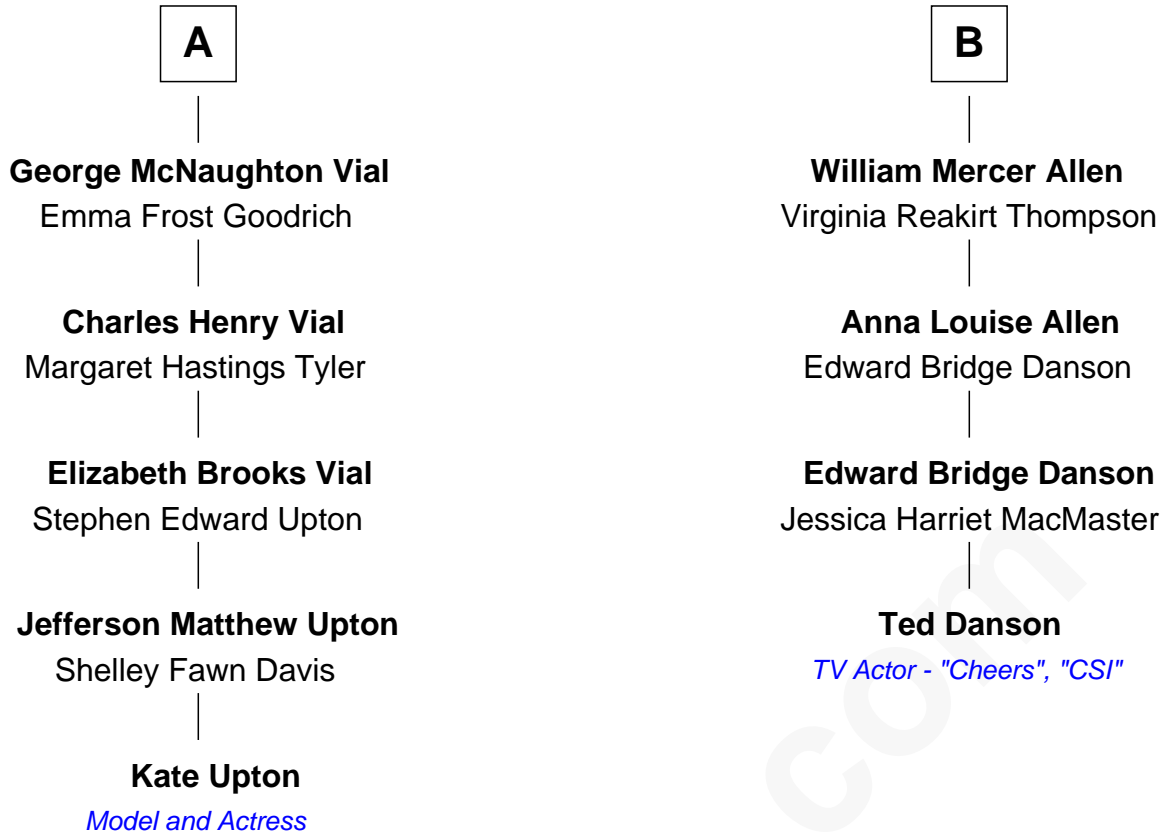 A
George McNaughton Vial
Emma Frost Goodrich
Charles Henry Vial
Margaret Hastings Tyler
Elizabeth Brooks Vial
Stephen Edward Upton
Jefferson Matthew Upton
Shelley Fawn Davis
Kate Upton
Model and Actress
B
William Mercer Allen
Virginia Reakirt Thompson
Anna Louise Allen
Edward Bridge Danson
Edward Bridge Danson
Jessica Harriet MacMaster
Ted Danson
TV Actor - "Cheers", "CSI"
com